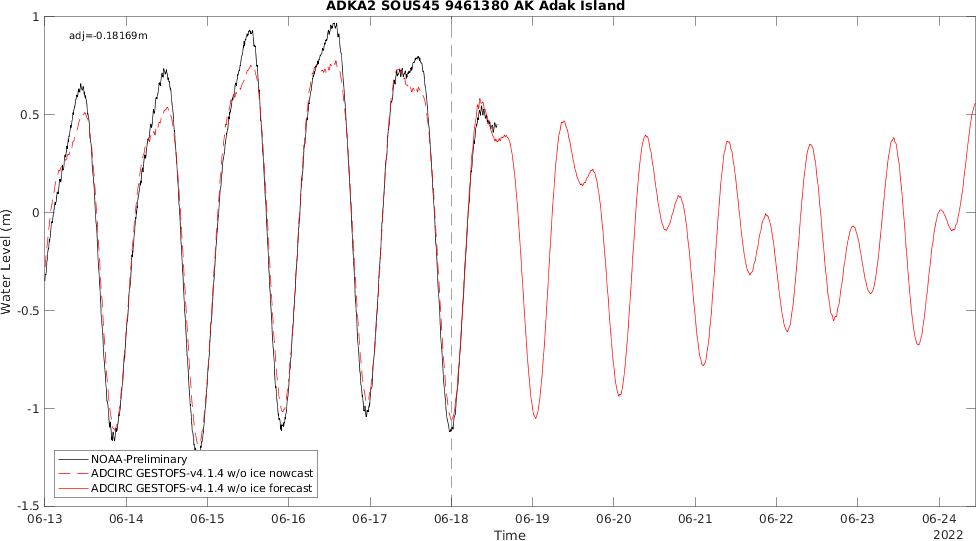 ADKA2 SOUS45 9461380 AK Adak Island
adj=-0.18169m
1
0.5
0
-0.5
-1
-1.5
Water Level (m)
NOAA-Preliminary
ADCIRC GESTOFS-v4.1.4 w/o ice nowcast
ADCIRC GESTOFS-v4.1.4 w/o ice forecast
06-13 06-14 06-15 06-16 06-17 06-18 06-19 06-20 06-21 06-22 06-23 06-24
Time
2022